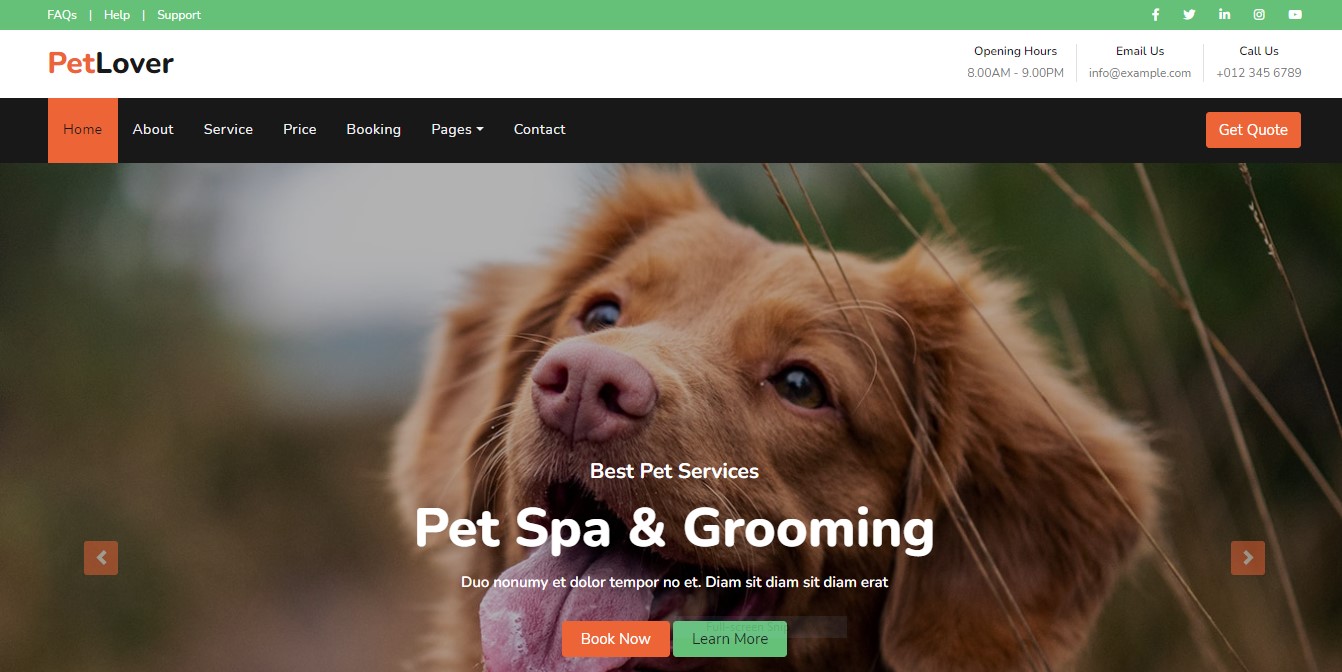 FAQs | Help | Support
PetLover
Opening Hours
8.00AM - 9.00PM
Email Us
info@example.com
Call Us
+012 345 6789
Home About Service Price Booking Pages Contact
Get Quote
Best Pet Services
Pet Spa & Grooming
Duo nonumy et dolor tempor no et. Diam sit diam sit diam erat
Book Now
Learn More
Full-screen